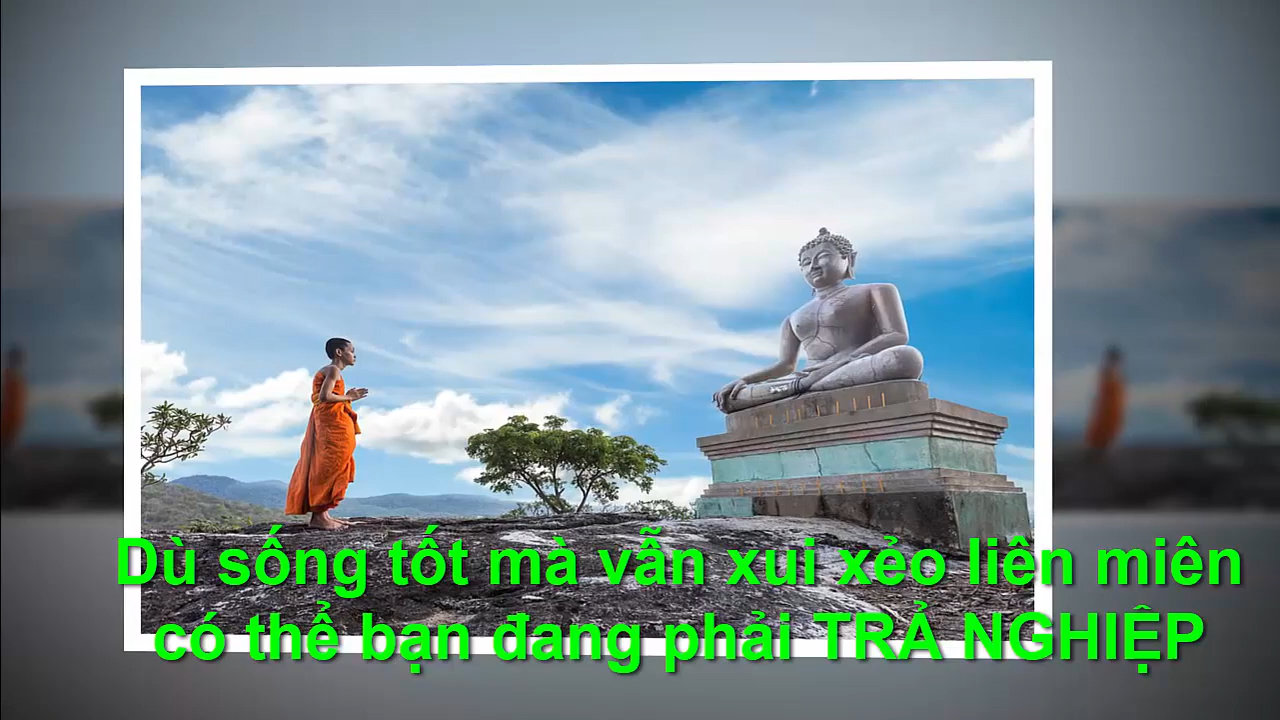 Dù sống tốt mà vẫn xui xẻo liên miên
có thể bạn đang phải TRẢ NGHIỆP